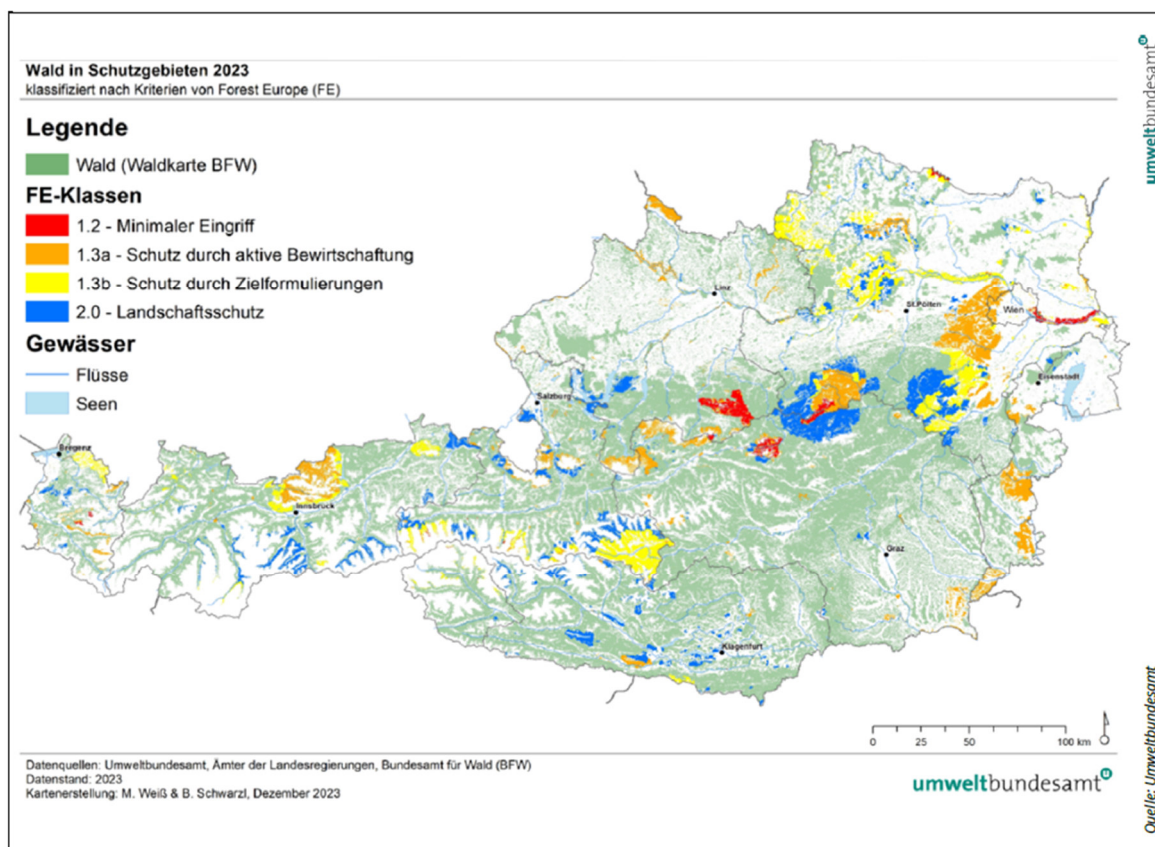 Wald in Schutzgebieten 2023
klassifiziert nach Kriterien von Forest Europe (FE)
Legende
Wald (Waldkarte BFW)
FE-Klassen
1.2 - Minimaler Eingriff
1.3a - Schutz durch aktive Bewirtschaftung
1.3b - Schutz durch Zielformulierungen
2.0 - Landschaftsschutz
Gewässer
Flüsse
Seen
Linz
St.Pölten
Wien
Eisenstadt
Salzburg
Bregenz
Innsbruck
Graz
Klagenfurt
0 25 50 100 km
Datenquellen: Umweltbundesamt, Ämter der Landesregierungen, Bundesamt für Wald (BFW)
Datenstand: 2023
Kartenerstellung: M. Weiß & B. Schwarzl, Dezember 2023
umweltbundesamt u
umweltbundesamt u
Quelle: Umweltbundesamt